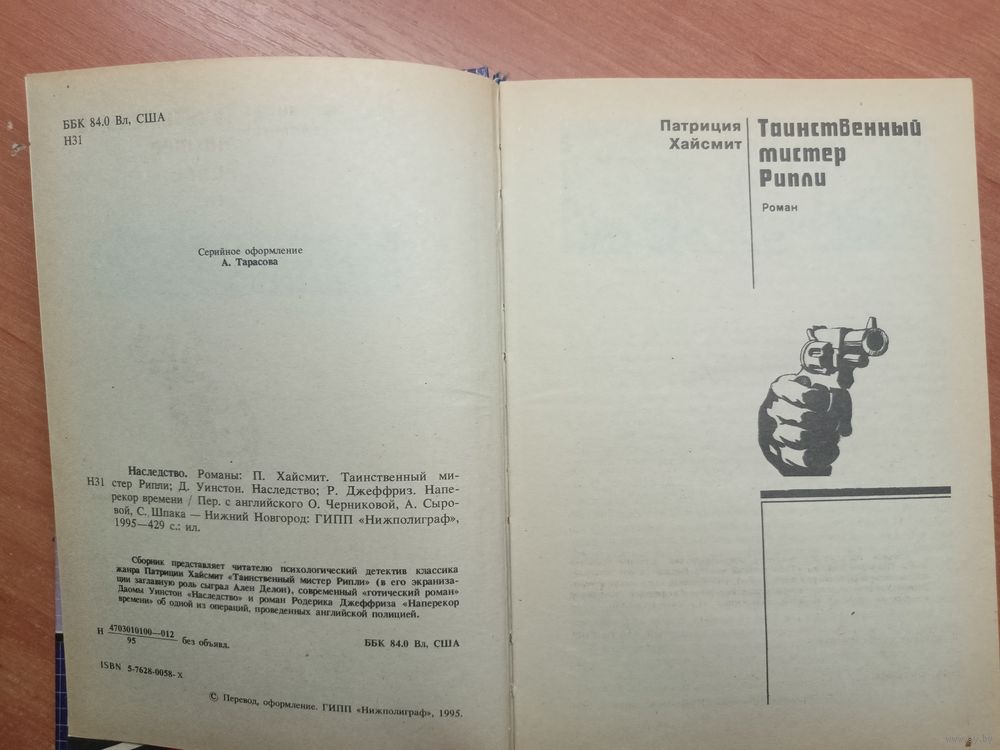 ББК 84.0 Вл, США
Н31
Серийное оформление
А. Тарасова
Наследство. Романы: П. Хайсмит. Таинственный ми-
Н31 стер Рипли; Д. Уинстон. Наследство; Р. Джеффриз. Напе-
рекор времени / Пер. с английского О. Черниковой, А. Сыро-
вой, С. Шпака — Нижний Новгород: ГИПП «Нижполиграф»,
1995—429 с.: ил.
Сборник представляет читателю психологический детектив классика
жанра Патриции Хайсмит «Таинственный мистер Рипли» (в его экраниза-
ции заглавную роль сыграл Ален Делон), современный «готический роман»
Даомы Уинстон «Наследство» и роман Родерика Джеффриза «Наперекор
времени» об одной из операций, проведенных английской полицией.
Н 4703010100—012
95 без объявл.
ББК 84.0 Вл, США
ISBN 5-7628-0058-х
© Перевод, оформление. ГИПП «Нижполиграф», 1995.
Патриция
Хайсмит
Таинственный
мистер
Рипли
Роман